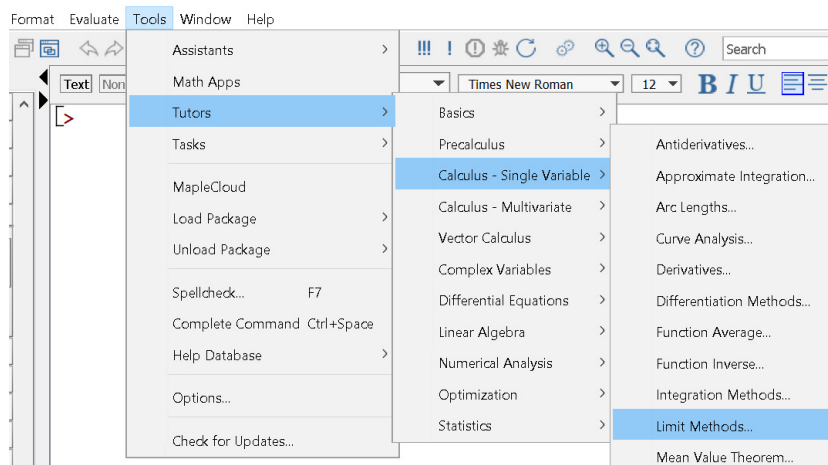 Format Evaluate Tools Window Help
!!! ! Search
Text Times New Roman 12 B I U
>
Assistants
Math Apps
Tutors
Tasks
MapleCloud
Load Package
Unload Package
Spellcheck... F7
Complete Command Ctrl+Space
Help Database
Options...
Check for Updates...
Basics
Precalculus
Calculus - Single Variable
Calculus - Multivariate
Vector Calculus
Complex Variables
Differential Equations
Linear Algebra
Numerical Analysis
Optimization
Statistics
Antiderivatives...
Approximate Integration...
Arc Lengths...
Curve Analysis...
Derivatives...
Differentiation Methods...
Function Average...
Function Inverse...
Integration Methods...
Limit Methods...
Mean Value Theorem...